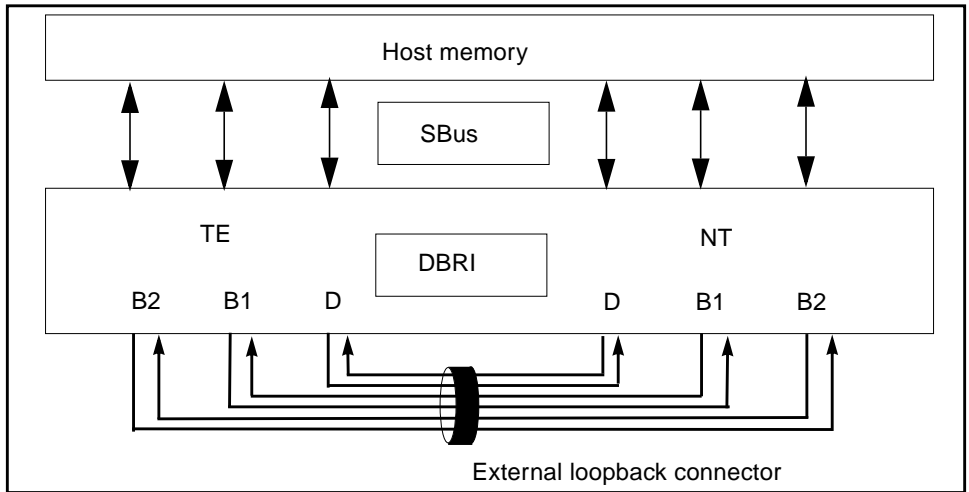 Host memory
SBus
TE
NT
DBRI
B2 B1 D D B1 B2
External loopback connector